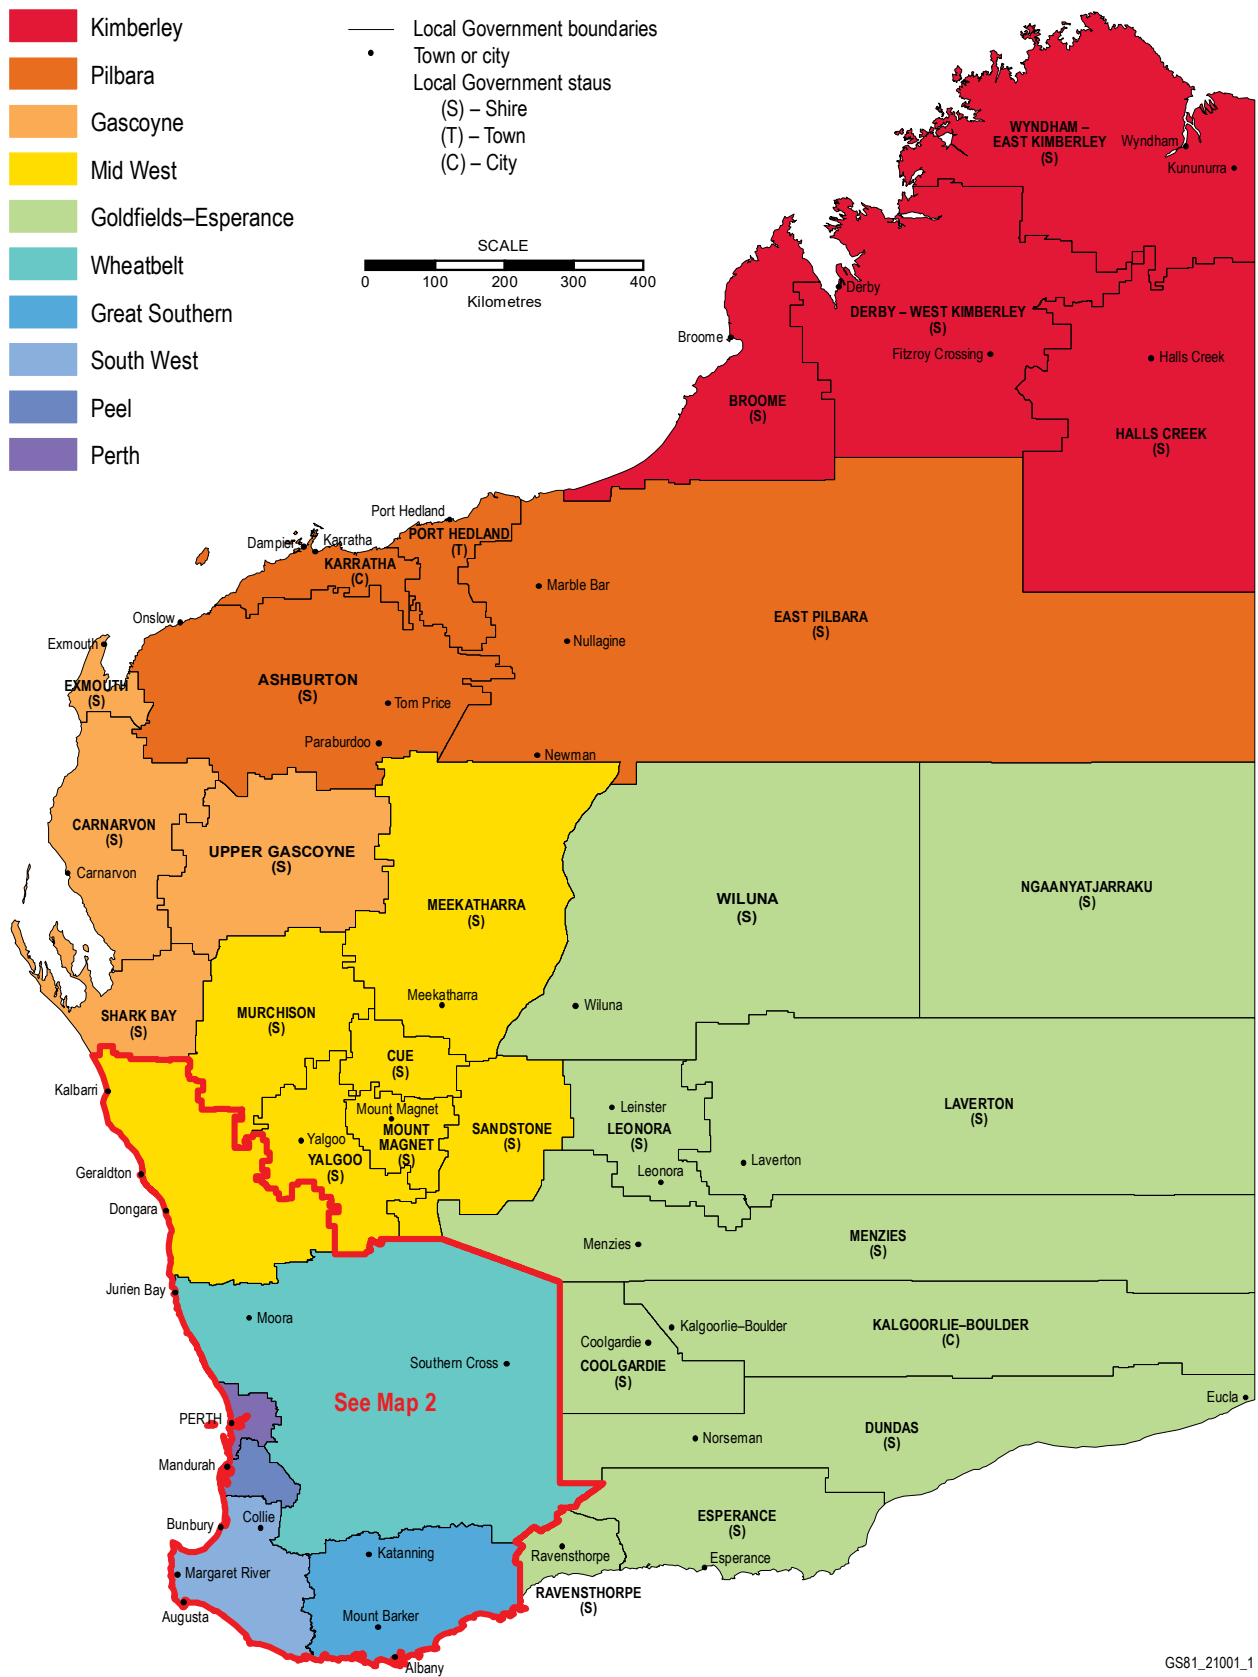 Kimberley
Pilbara
Gascoyne
Mid West
Goldfields–Esperance
Wheatbelt
Great Southern
South West
Peel
Perth
Local Government boundaries
Town or city
Local Government staus
(S) – Shire
(T) – Town
(C) – City
SCALE
0 100 200 300 400
Kilometres
WYNDHAM –
EAST KIMBERLEY
(S)
Wyndham
Kununurra
Derby
DERBY – WEST KIMBERLEY
(S)
Broome
Fitzroy Crossing
Halls Creek
BROOME
(S)
HALLS CREEK
(S)
Port Hedland
PORT HEDLAND
(T)
Dampier
Karratha
KARRATHA
(C)
Marble Bar
EAST PILBARA
(S)
Onslow
Nullagine
Exmouth
EXMOUTH
(S)
ASHBURTON
(S)
Tom Price
Paraburdoo
Newman
CARNARVON
(S)
Carnarvon
UPPER GASCOYNE
(S)
MEEKATHARRA
(S)
WILUNA
(S)
NGAANYATJARRAKU
(S)
Meekatharra
Wiluna
SHARK BAY
(S)
MURCHISON
(S)
CUE
(S)
Kalbarri
Mount Magnet
MOUNT
MAGNET
(S)
SANDSTONE
(S)
Leinster
LEONORA
(S)
Leonora
LAVERTON
(S)
Laverton
Yalgoo
YALGOO
(S)
Geraldton
Dongara
Menzies
MENZIES
(S)
Jurien Bay
Moora
Kalgoorlie–Boulder
KALGOORLIE–BOULDER
(C)
Coolgardie
COOLGARDIE
(S)
Southern Cross
See Map 2
Eucla
PERTH
DUNDAS
(S)
Norseman
Mandurah
Bunbury
Collie
ESPERANCE
(S)
Esperance
Katanning
Ravensthorpe
RAVENSTHORPE
(S)
Margaret River
Augusta
Mount Barker
Albany
GS81_21001_1